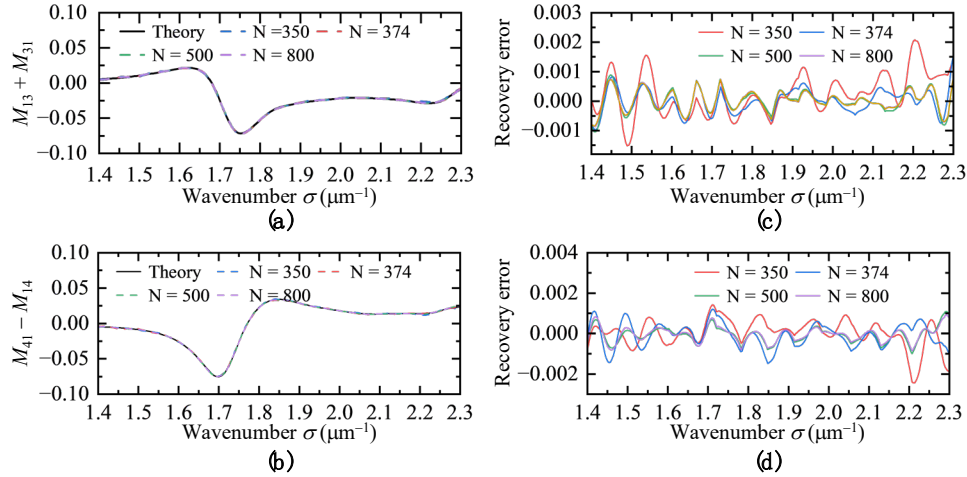 M13 + M31
0.10
0.05
0.00
−0.05
−0.10
Theory
N =350
N = 374
N = 500
N = 800
1.4 1.5 1.6 1.7 1.8 1.9 2.0 2.1 2.2 2.3
Wavenumber σ (μm−1)
(a)
Recovery error
0.003
0.002
0.001
0.000
−0.001
N = 350
N = 374
N = 500
N = 800
1.4 1.5 1.6 1.7 1.8 1.9 2.0 2.1 2.2 2.3
Wavenumber σ (μm−1)
(c)
M41 − M14
0.10
0.05
0.00
−0.05
−0.10
Theory
N = 350
N = 374
N = 500
N = 800
1.4 1.5 1.6 1.7 1.8 1.9 2.0 2.1 2.2 2.3
Wavenumber σ (μm−1)
(b)
Recovery error
0.004
0.002
0.000
−0.002
N = 350
N = 374
N = 500
N = 800
1.4 1.5 1.6 1.7 1.8 1.9 2.0 2.1 2.2 2.3
Wavenumber σ (μm−1)
(d)